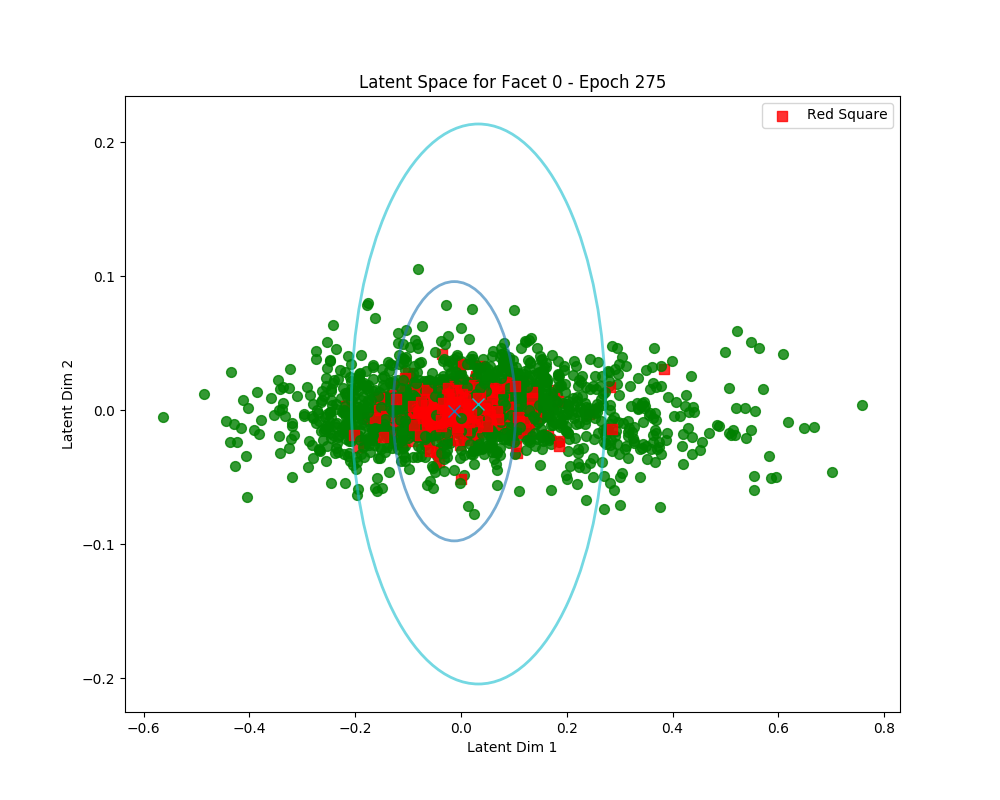 Latent Space for Facet 0 - Epoch 275
Red Square
0.2
0.1
0.0
−0.1
−0.2
Latent Dim 2
−0.6 −0.4 −0.2 0.0 0.2 0.4 0.6 0.8
Latent Dim 1